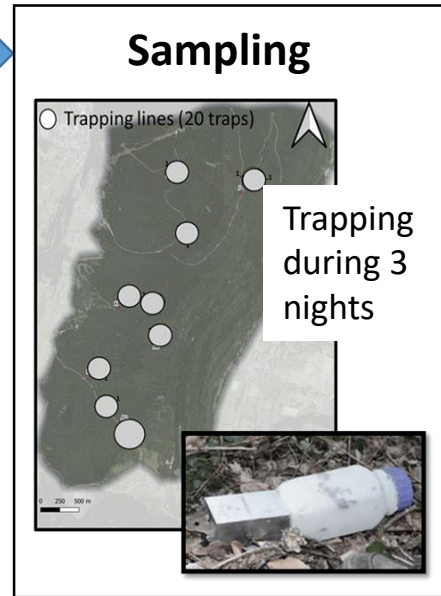 Sampling
Trapping lines (20 traps)
Trapping
during 3
nights
0 250 500 m